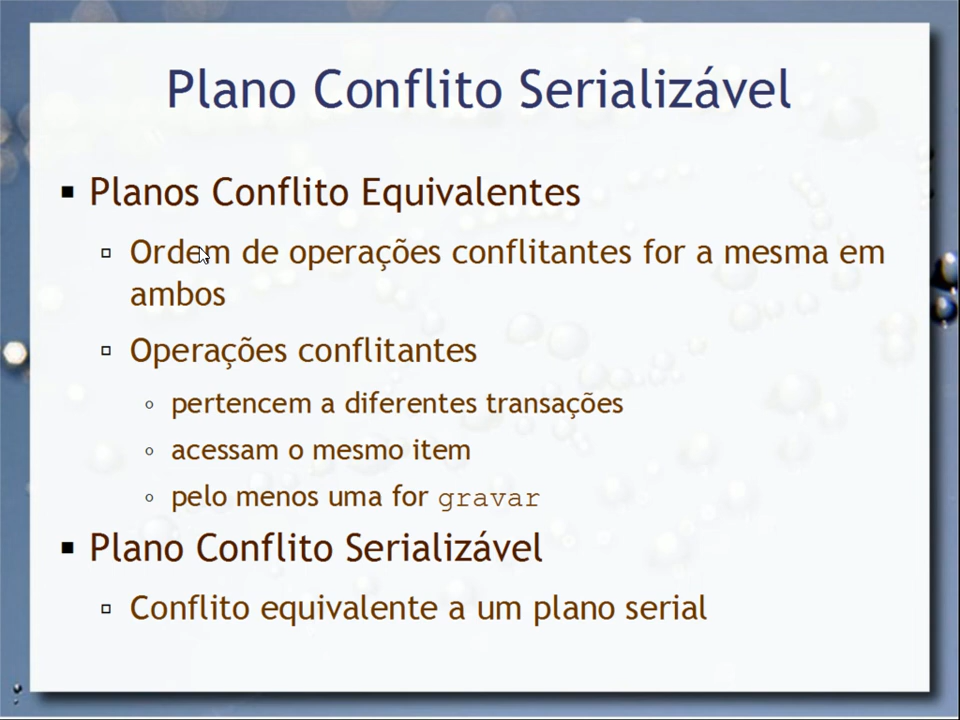 Plano Conflito Serializável
Planos Conflito Equivalentes
Ordem de operações conflitantes for a mesma em
ambos
Operações conflitantes
pertencem a diferentes transações
acessam o mesmo item
pelo menos uma for gravar
Plano Conflito Serializável
Conflito equivalente a um plano serial